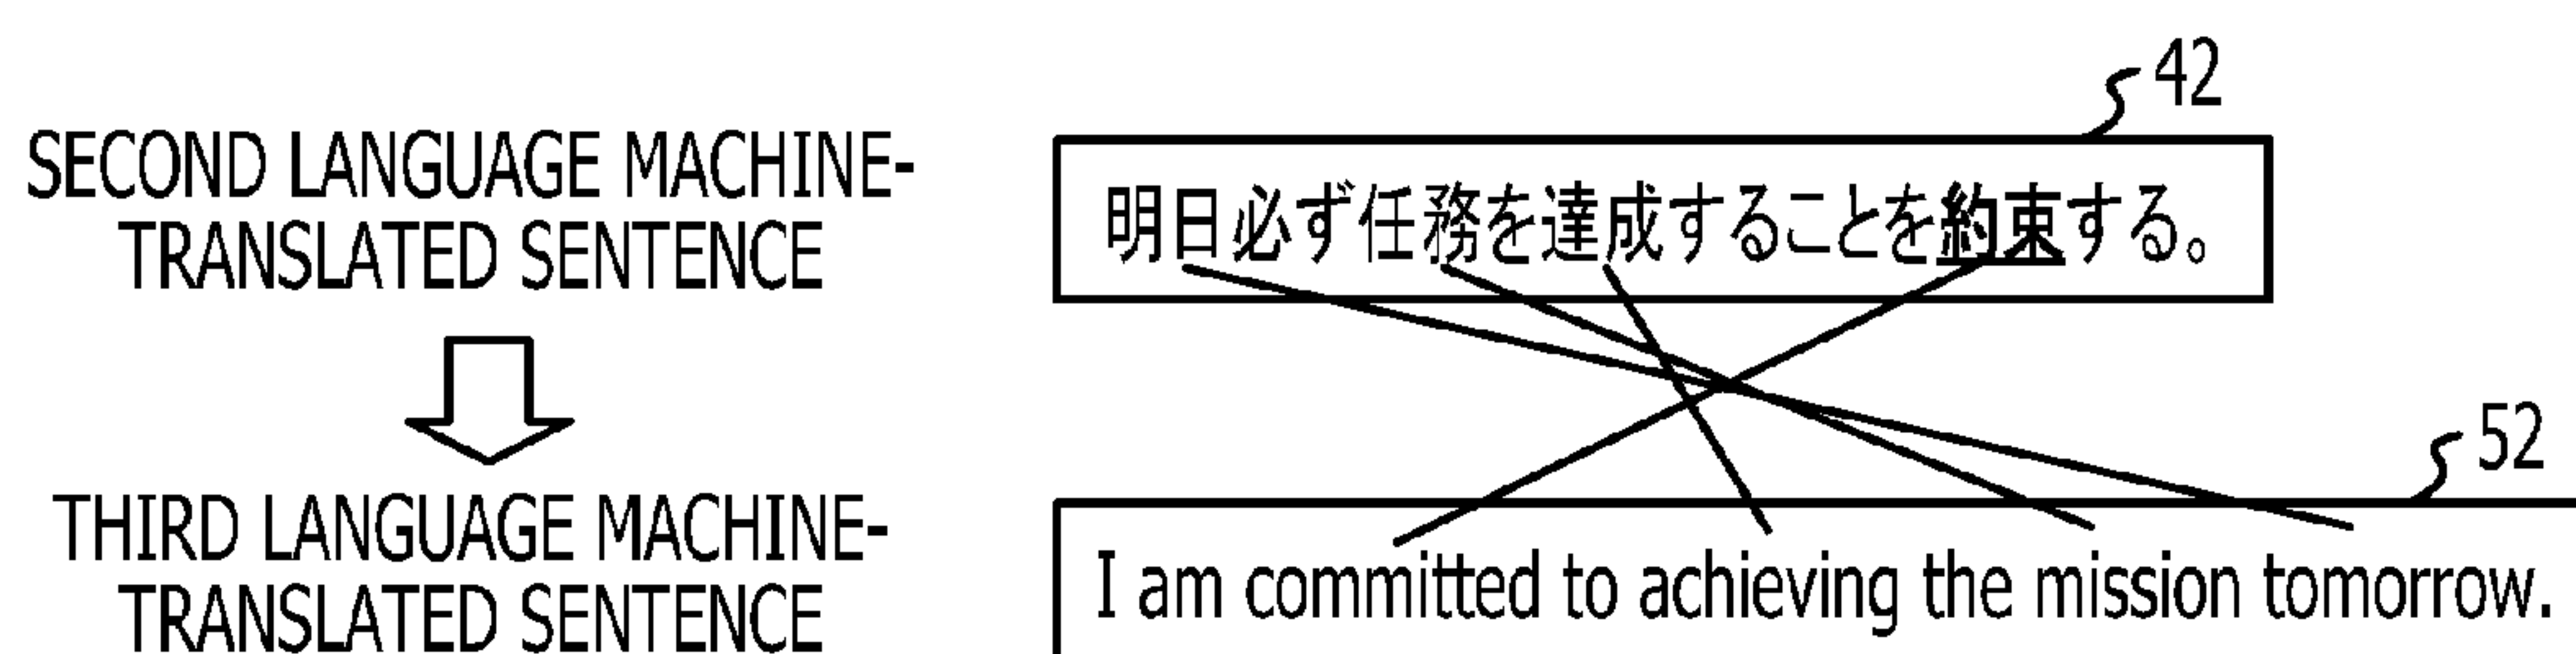 42
SECOND LANGUAGE MACHINE-
TRANSLATED SENTENCE
明日必ず任務を達成することを約束する。
52
THIRD LANGUAGE MACHINE-
TRANSLATED SENTENCE
I am committed to achieving the mission tomorrow.